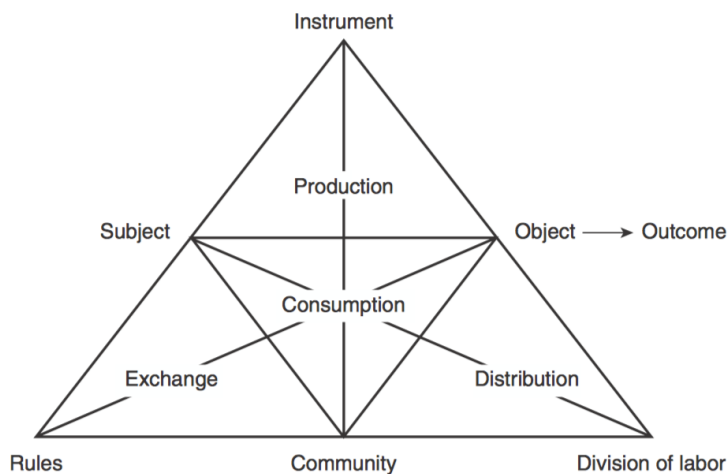 Instrument
Production
Subject
Object
Outcome
Consumption
Exchange
Distribution
Rules
Community
Division of labor